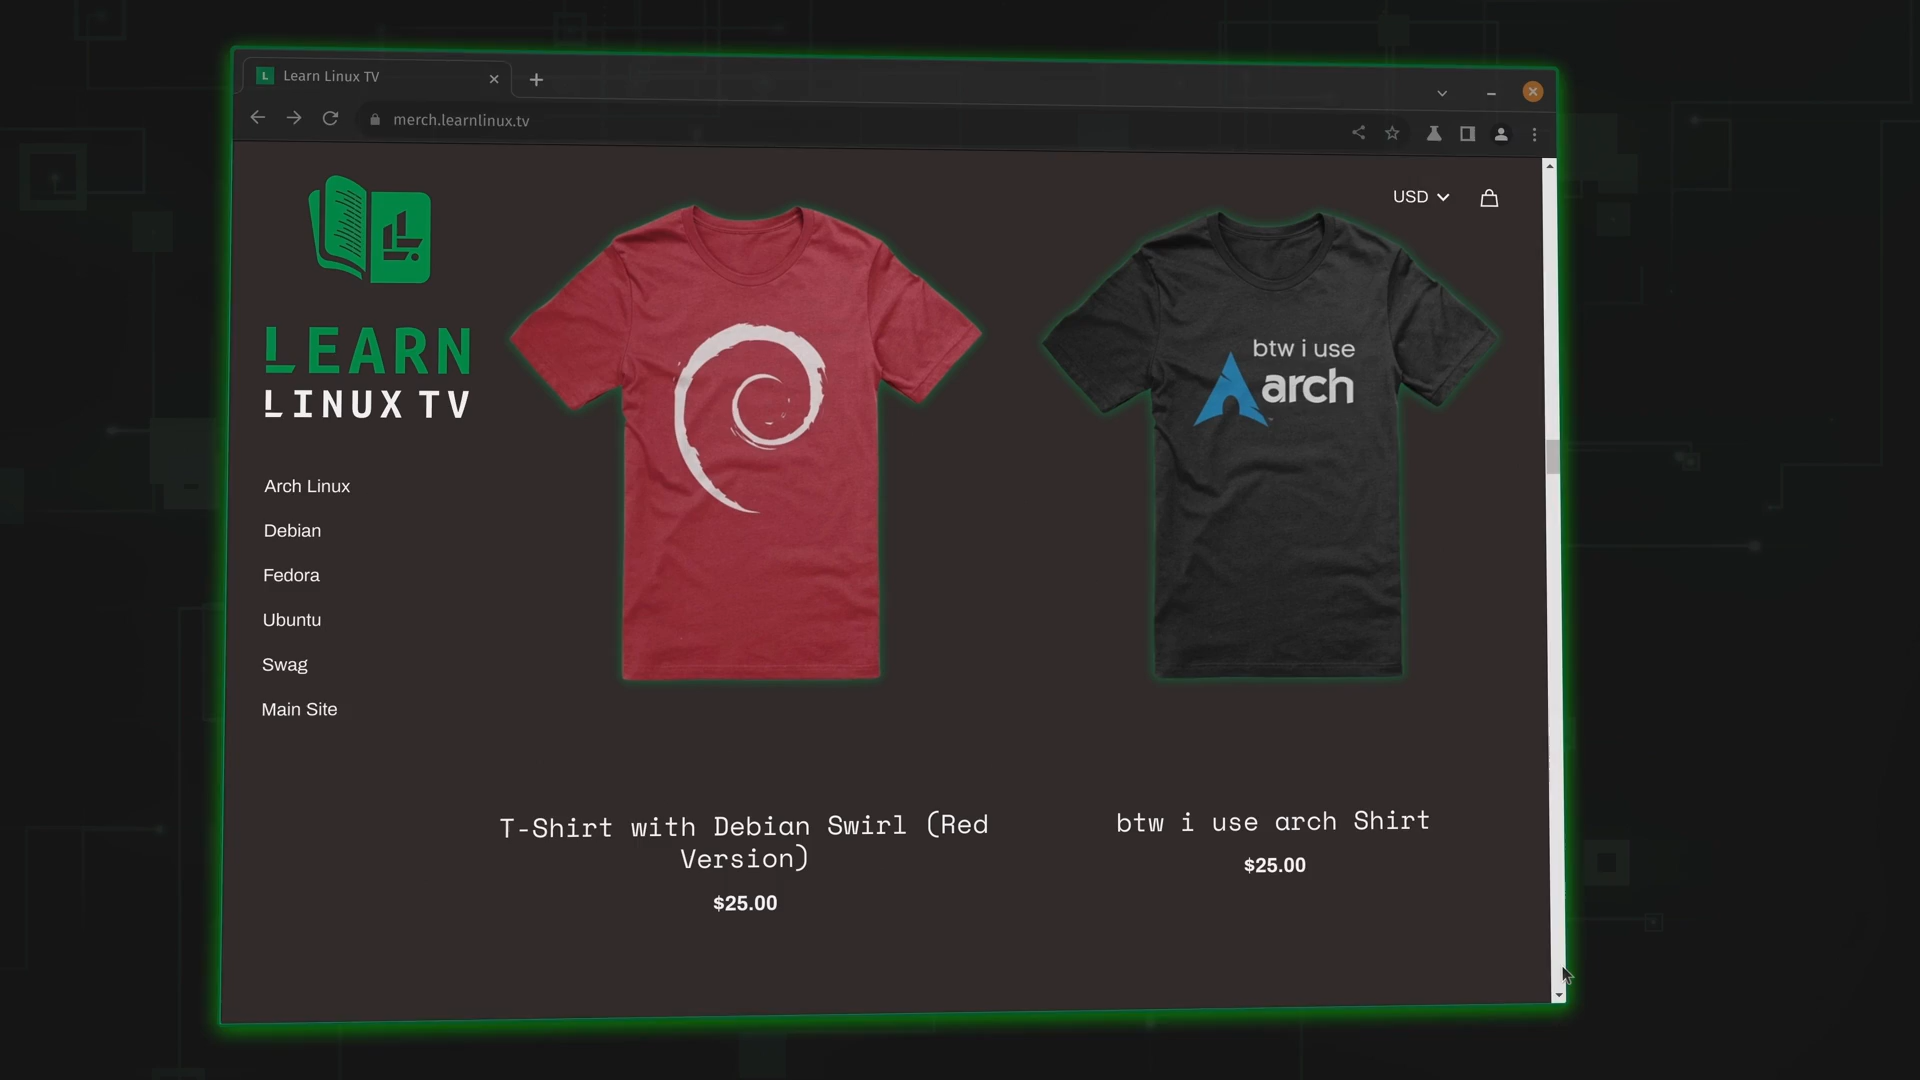 L Learn Linux TV
merch.learnlinux.tv
USD
LEARN
LINUX TV
Arch Linux
Debian
Fedora
Ubuntu
Swag
Main Site
btw i use
arch
T-Shirt with Debian Swirl (Red
Version)
$25.00
btw i use arch Shirt
$25.00